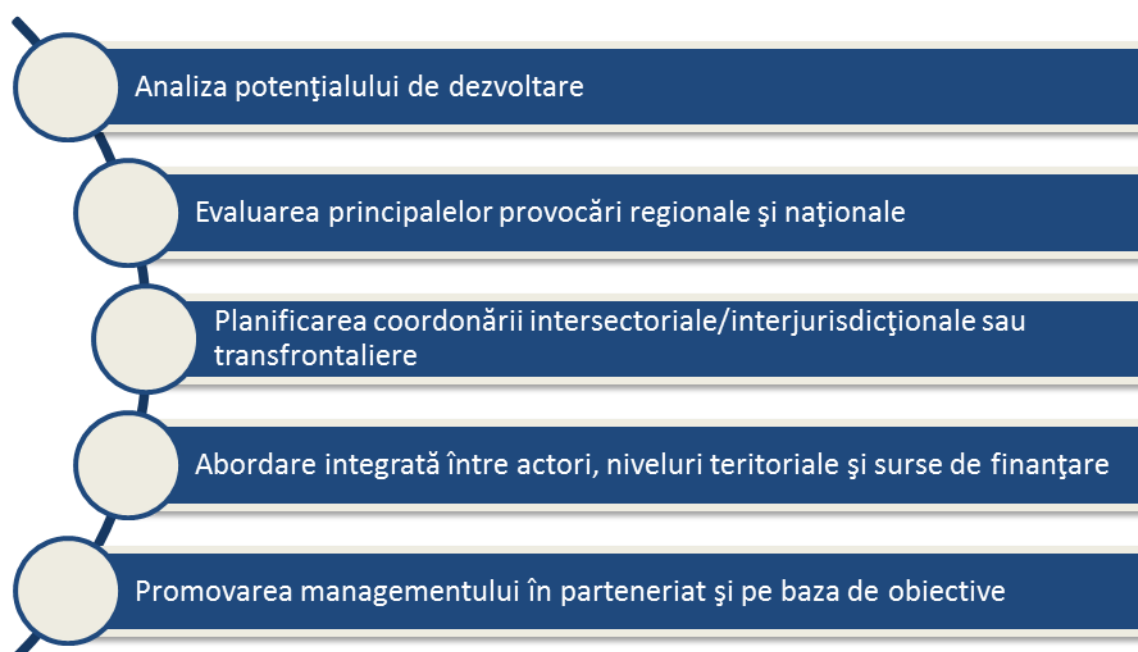 Analiza potenţialului de dezvoltare
Evaluarea principalelor provocări regionale şi naţionale
Planificarea coordonării intersectoriale/interjurisdicţionale sau
transfrontaliere
Abordare integrată între actori, niveluri teritoriale şi surse de finanţare
Promovarea managementului în parteneriat şi pe baza de obiective